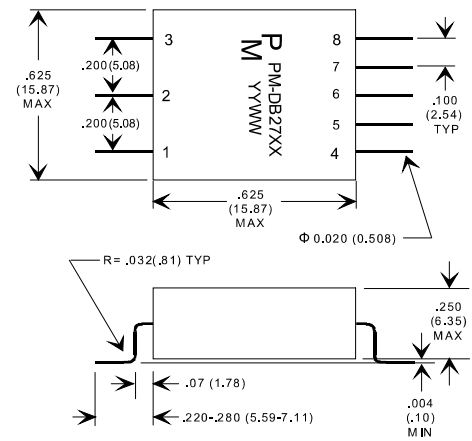 3
8
P
M
PM-DB27XX
YYWW
7
.200(5.08)
.625
(15.87)
MAX
2
6
.100
(2.54)
TYP
.200(5.08)
5
1
4
.625
(15.87)
MAX
Φ 0.020 (0.508)
R= .032(.81) TYP
.250
(6.35)
MAX
.07 (1.78)
.004
(.10)
MIN
.220-.280 (5.59-7.11)